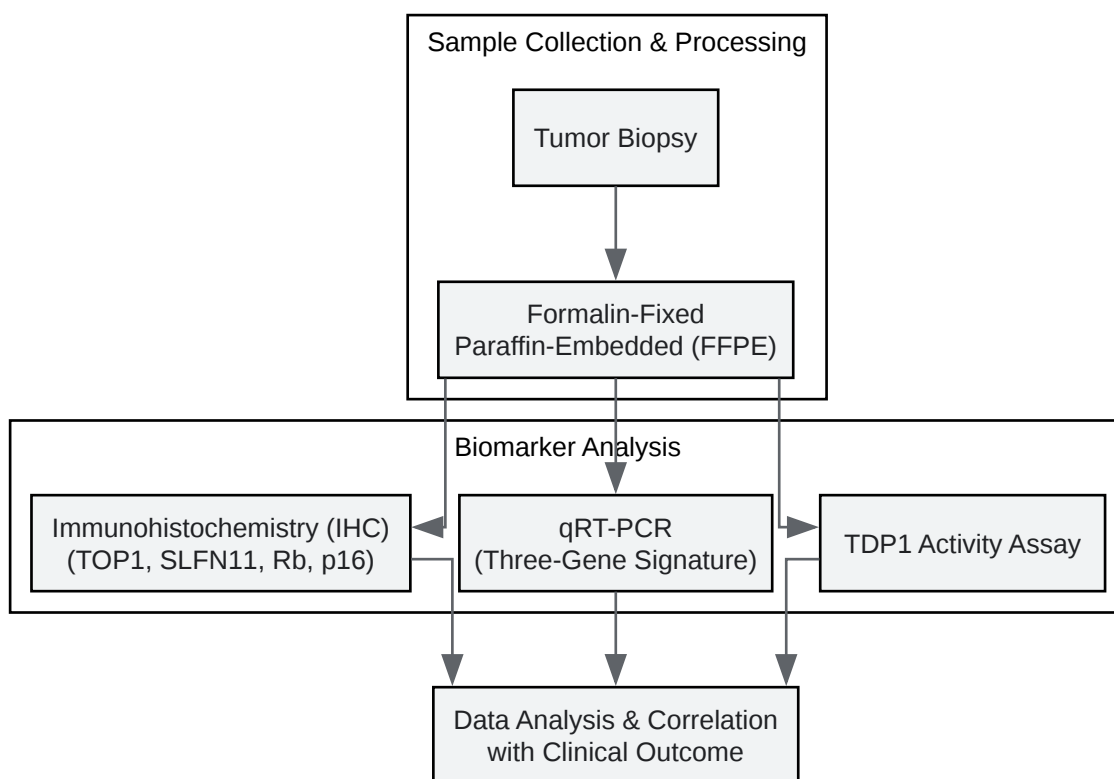 Sample Collection & Processing
Tumor Biopsy
Formalin-Fixed
Paraffin-Embedded (FFPE)
Biomarker Analysis
Immunohistochemistry (IHC)
(TOP1, SLFN11, Rb, p16)
qRT-PCR
(Three-Gene Signature)
TDP1 Activity Assay
Data Analysis & Correlation
with Clinical Outcome